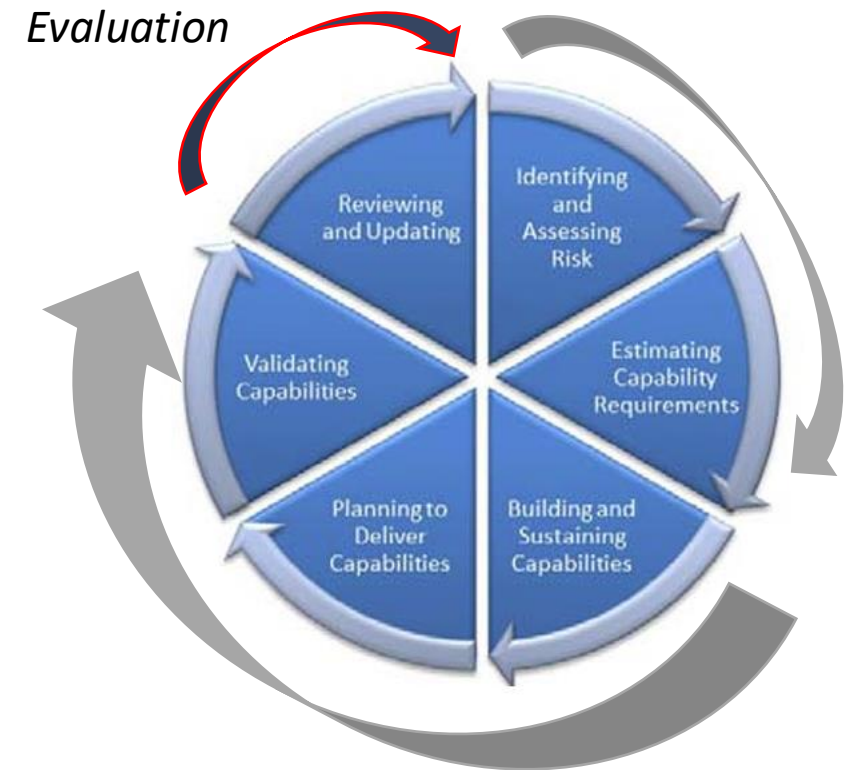 Evaluation
Identifying
and
Assessing
Risk
Estimating
Capability
Requirements
Building and
Sustaining
Capabilities
Planning to
Deliver
Capabilities
Validating
Capabilities
Reviewing
and Updating